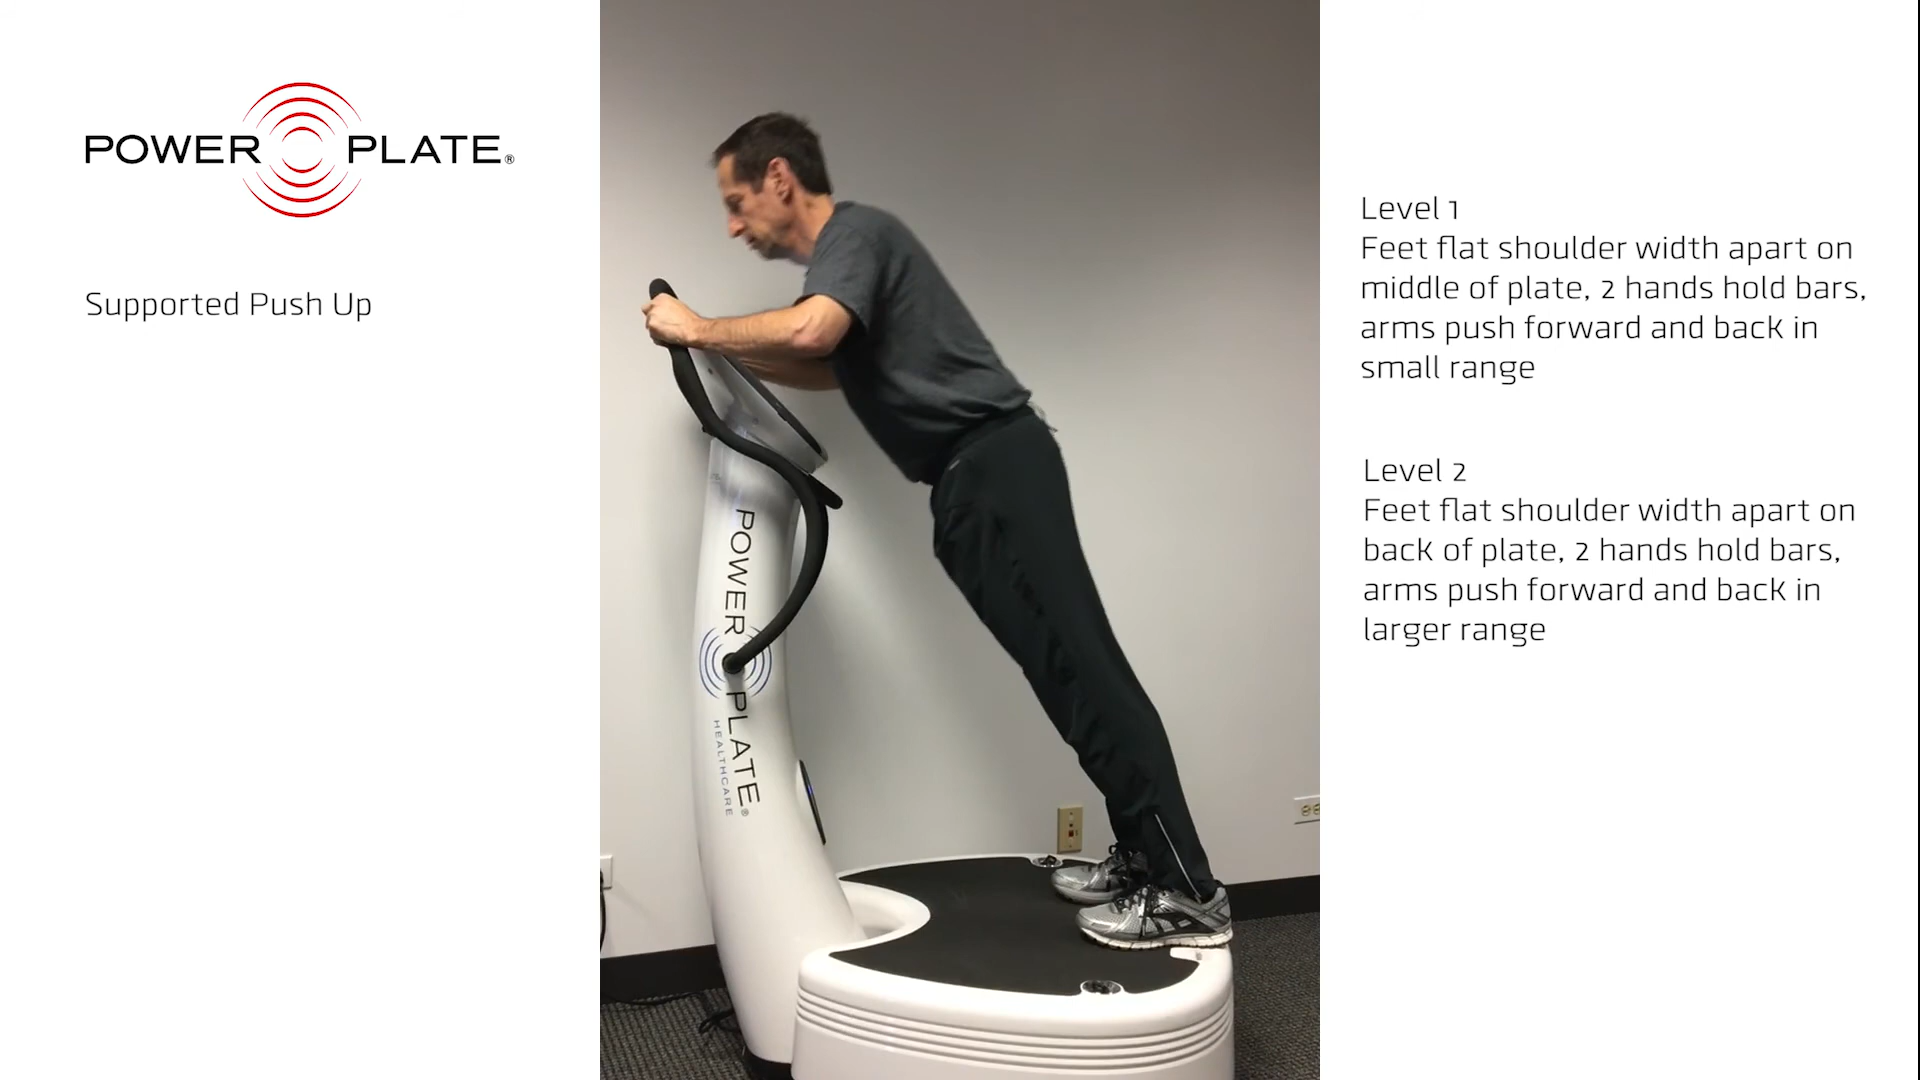 POWER PLATE®
Supported Push Up
POWER PLATE®
HEALTHCARE
Level 1
Feet flat shoulder width apart on
middle of plate, 2 hands hold bars,
arms push forward and back in
small range
Level 2
Feet flat shoulder width apart on
back of plate, 2 hands hold bars,
arms push forward and back in
larger range